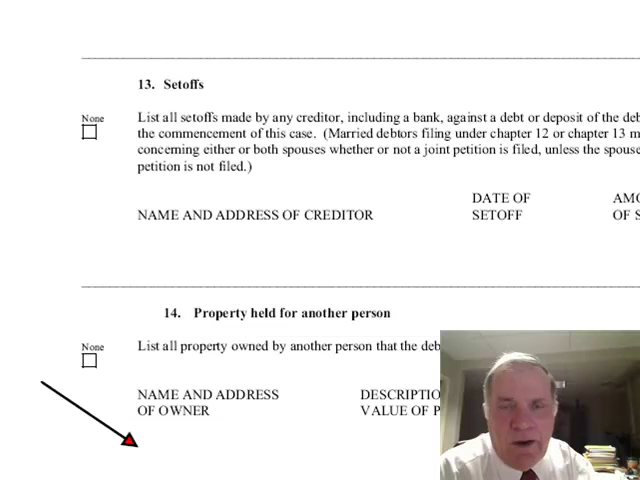 13. Setoffs
None
List all setoffs made by any creditor, including a bank, against a debt or deposit of the deb
the commencement of this case. (Married debtors filing under chapter 12 or chapter 13 m
concerning either or both spouses whether or not a joint petition is filed, unless the spouse
petition is not filed.)
NAME AND ADDRESS OF CREDITOR
DATE OF
SETOFF
AMO
OF S
14. Property held for another person
None
List all property owned by another person that the deb
NAME AND ADDRESS
OF OWNER
DESCRIPTIO
VALUE OF P